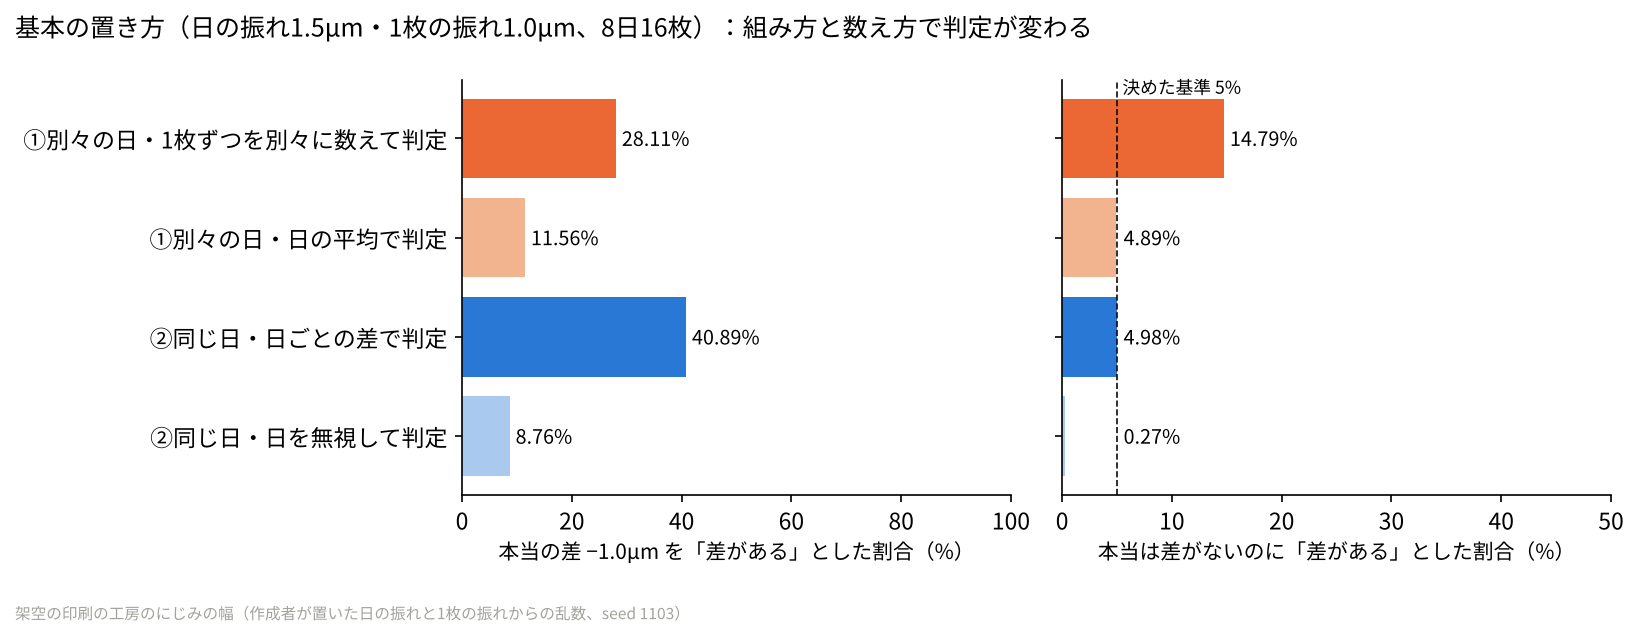 基本の置き方（日の振れ1.5μm・1枚の振れ1.0μm、8日16枚）：組み方と数え方で判定が変わる
決めた基準 5%
①別々の日・1枚ずつを別々に数えて判定
28.11%
14.79%
①別々の日・日の平均で判定
11.56%
4.89%
②同じ日・日ごとの差で判定
40.89%
4.98%
②同じ日・日を無視して判定
8.76%
0.27%
0 20 40 60 80 100
0 10 20 30 40 50
本当の差 −1.0μm を「差がある」とした割合（%）
本当は差がないのに「差がある」とした割合（%）
架空の印刷の工房のにじみの幅（作成者が置いた日の振れと1枚の振れからの乱数、seed 1103）